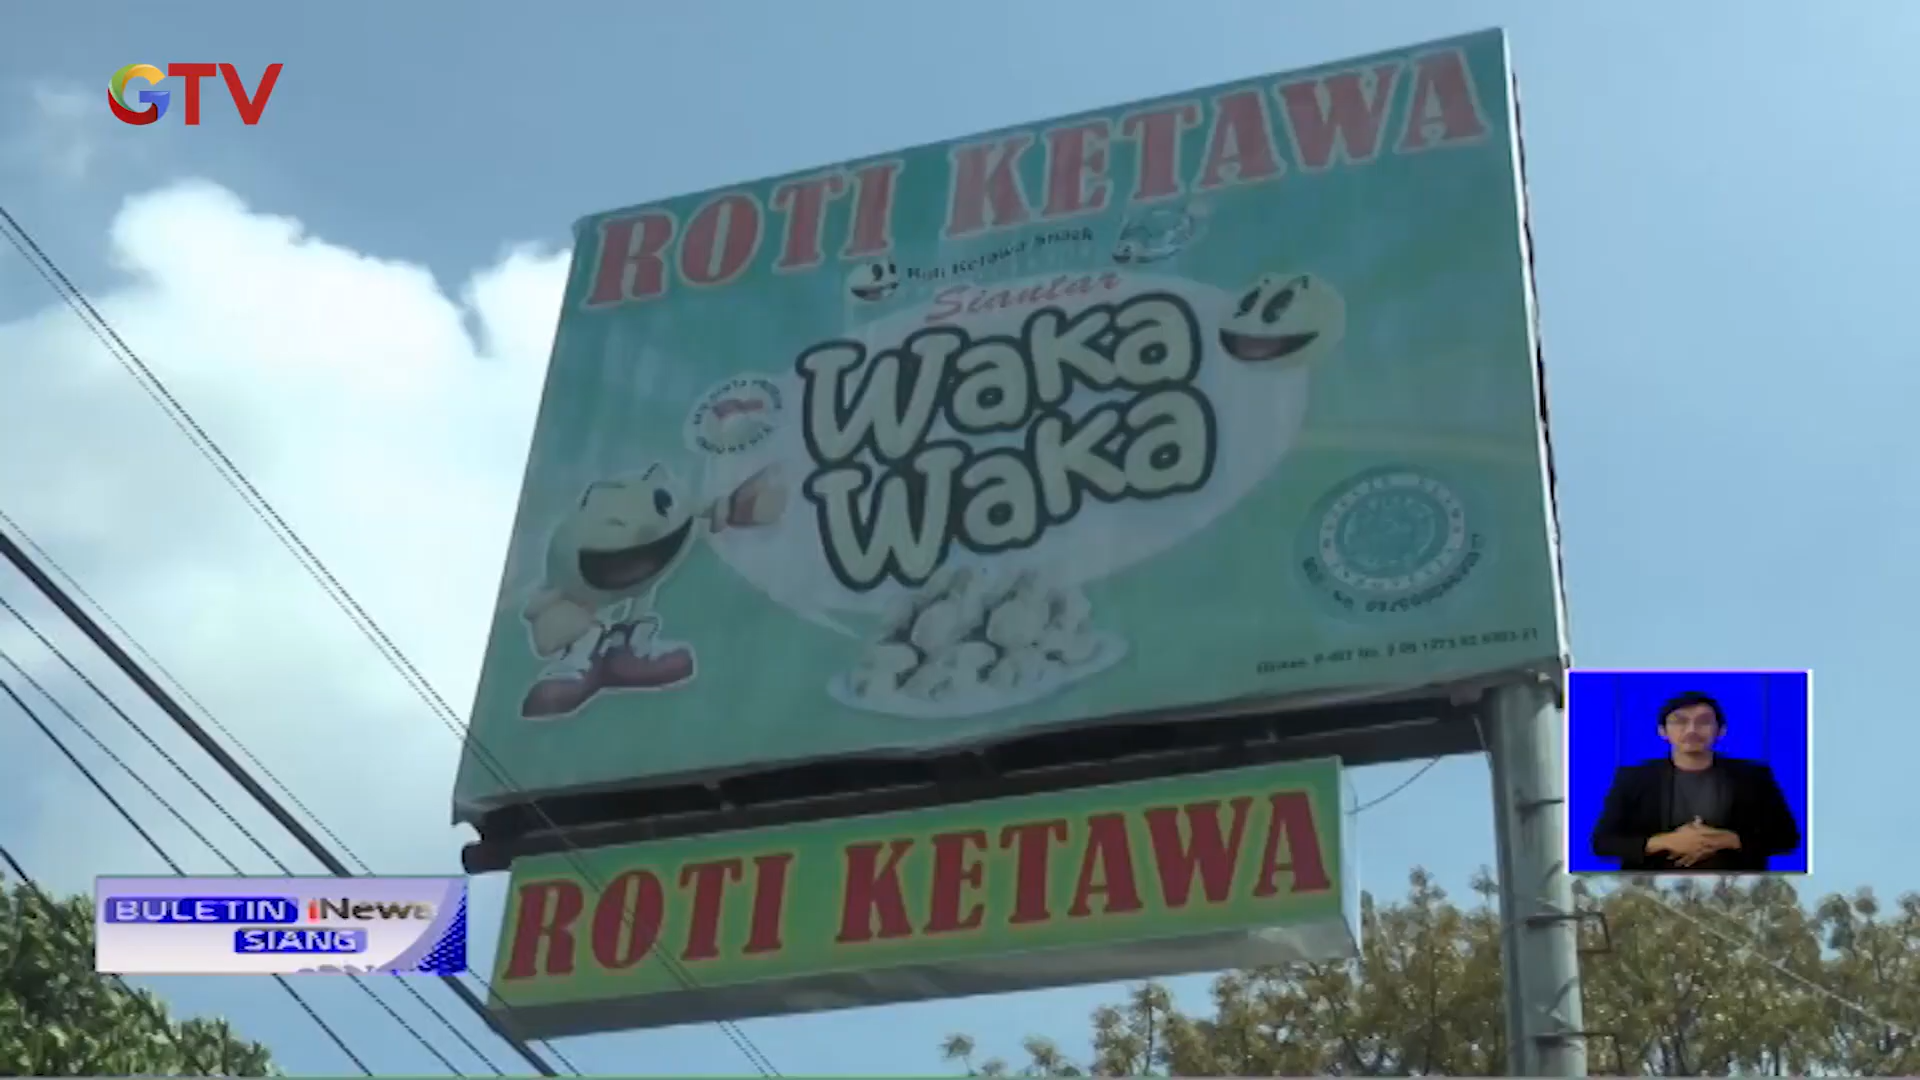 GTV
ROTI KETAWA
Roti Ketawa Snack
Siantar
Waka
Waka
ROTI KETAWA
BULETIN iNews
SIANG